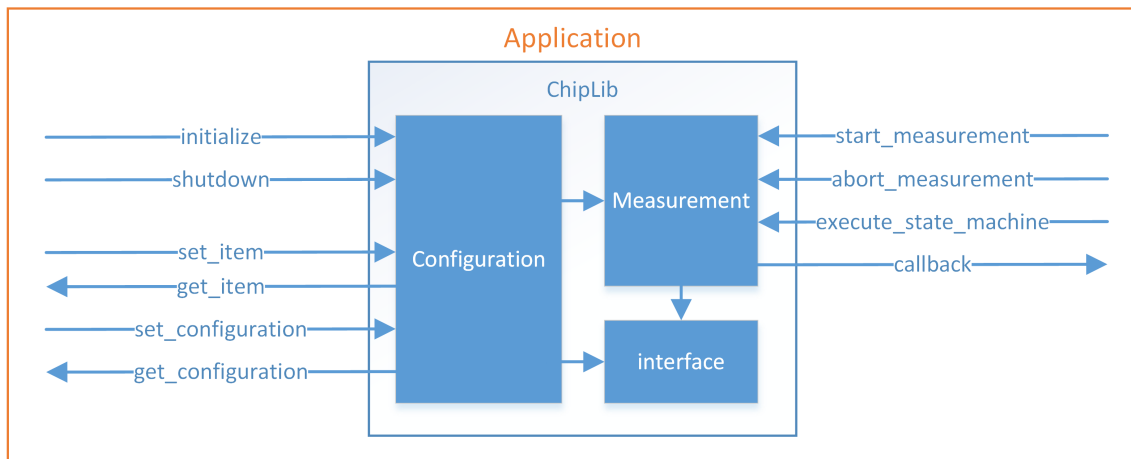 Application
ChipLib
initialize
shutdown
set_item
get_item
set_configuration
get_configuration
Configuration
Measurement
interface
start_measurement
abort_measurement
execute_state_machine
callback